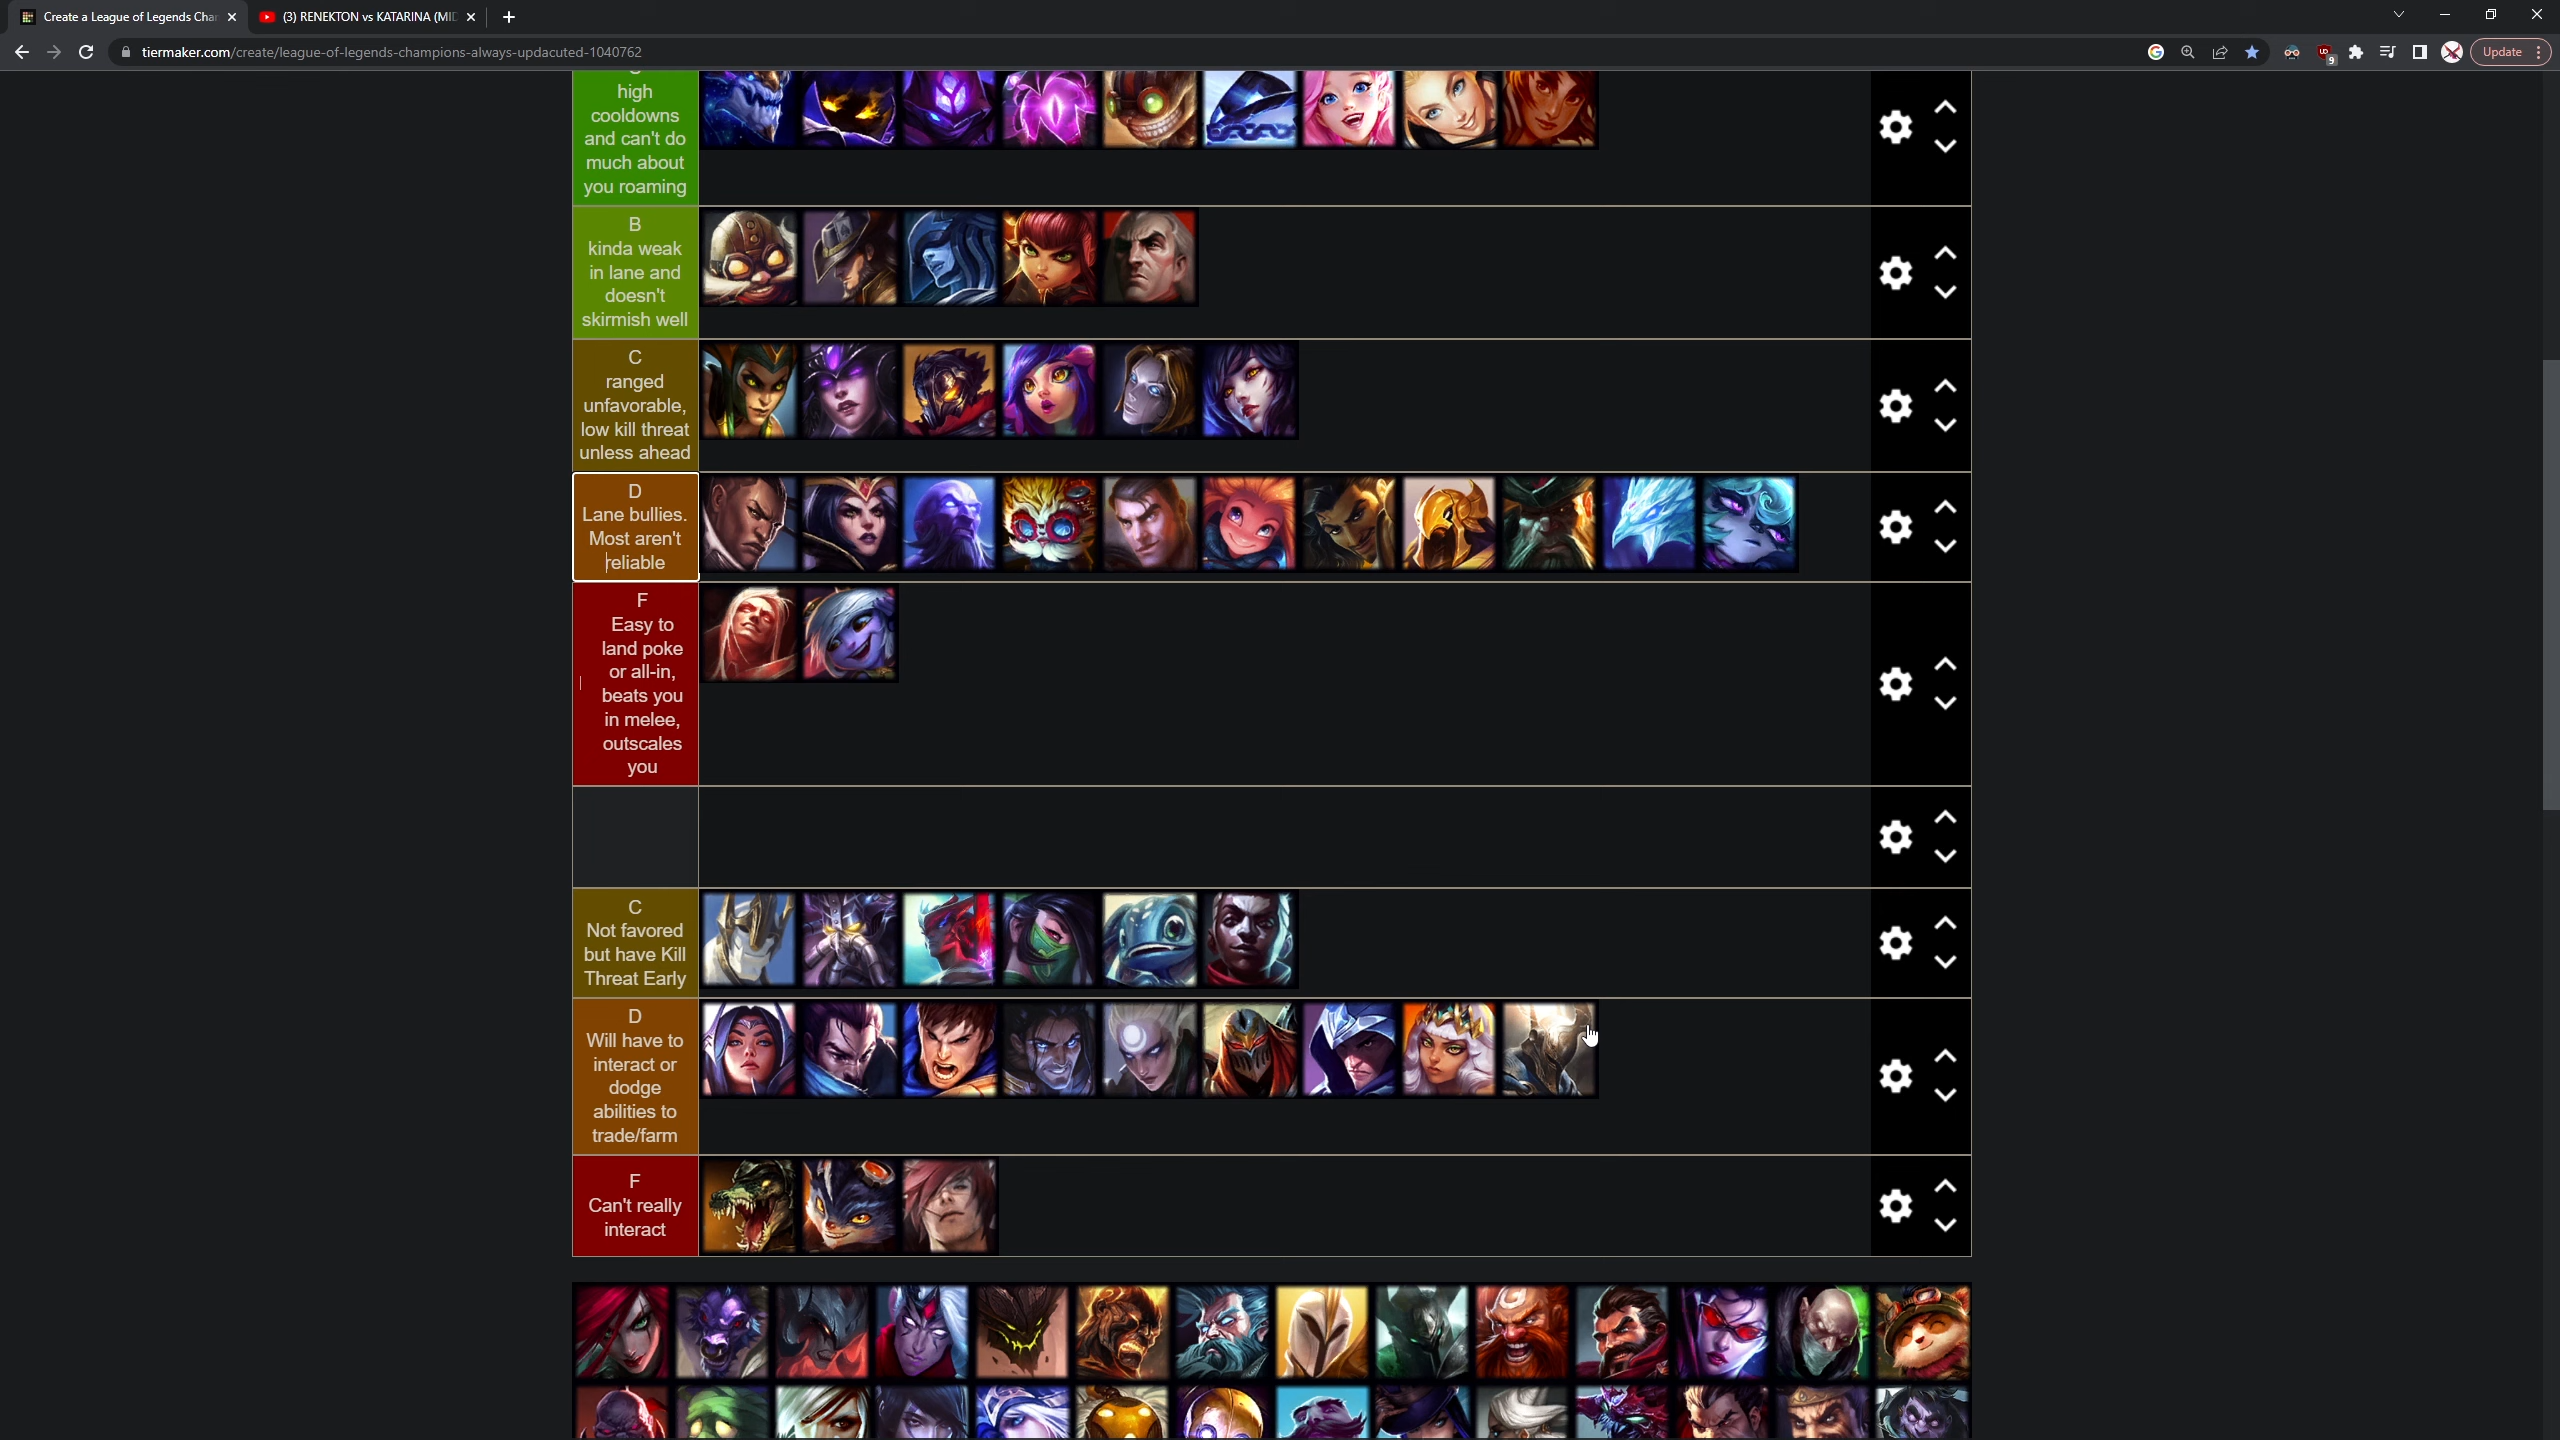 Create a League of Legends Char
(3) RENEKTON vs KATARINA (MID
tiermaker.com/create/league-of-legends-champions-always-updacuted-1040762
9
Update
high
cooldowns
and can't do
much about
you roaming
B
kinda weak
in lane and
doesn't
skirmish well
C
ranged
unfavorable,
low kill threat
unless ahead
D
Lane bullies.
Most aren't
reliable
F
Easy to
land poke
or all-in,
beats you
in melee,
outscales
you
C
Not favored
but have Kill
Threat Early
D
Will have to
interact or
dodge
abilities to
trade/farm
F
Can't really
interact